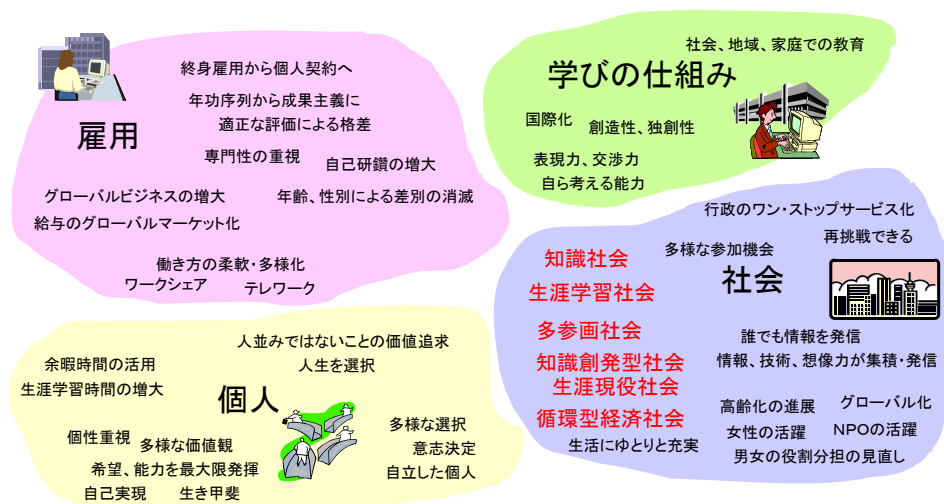 終身雇用から個人契約へ
年功序列から成果主義に
適正な評価による格差
雇用
専門性の重視
自己研鑽の増大
グローバルビジネスの増大
年齢、性別による差別の消滅
給与のグローバルマーケット化
働き方の柔軟・多様化
ワークシェア
テレワーク
社会、地域、家庭での教育
学びの仕組み
国際化
創造性、独創性
表現力、交渉力
自ら考える能力
行政のワン・ストップサービス化
再挑戦できる
多様な参加機会
知識社会
社会
生涯学習社会
多参画社会
誰でも情報を発信
知識創発型社会
情報、技術、想像力が集積・発信
生涯現役社会
循環型経済社会
高齢化の進展
グローバル化
女性の活躍
NPOの活躍
生活にゆとりと充実
男女の役割分担の見直し
人並みではないことの価値追求
余暇時間の活用
人生を選択
生涯学習時間の増大
個人
多様な選択
個性重視
多様な価値観
意志決定
希望、能力を最大限発揮
自立した個人
自己実現
生き甲斐